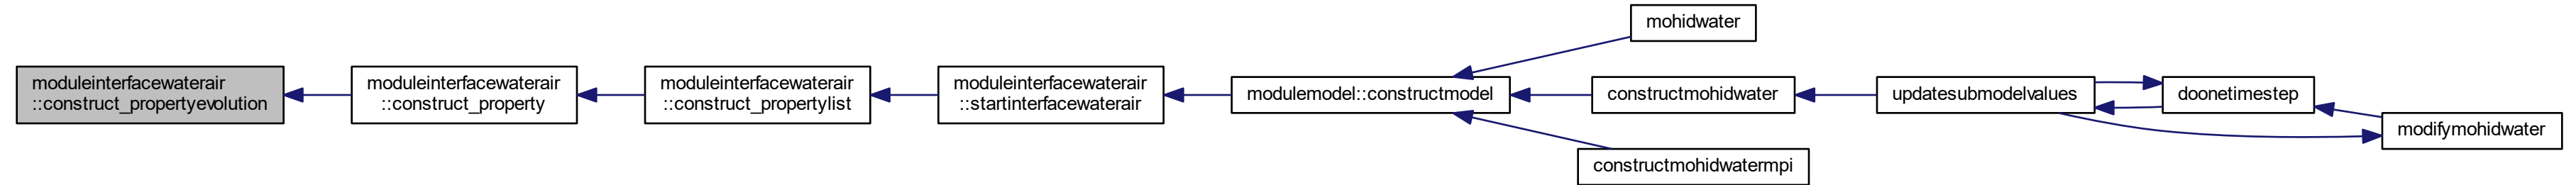 moduleinterfacewaterair
::construct_propertyevolution
moduleinterfacewaterair
::construct_property
moduleinterfacewaterair
::construct_propertylist
moduleinterfacewaterair
::startinterfacewaterair
modulemodel::constructmodel
mohidwater
constructmohidwater
constructmohidwatermpi
updatesubmodelvalues
doonetimestep
modifymohidwater